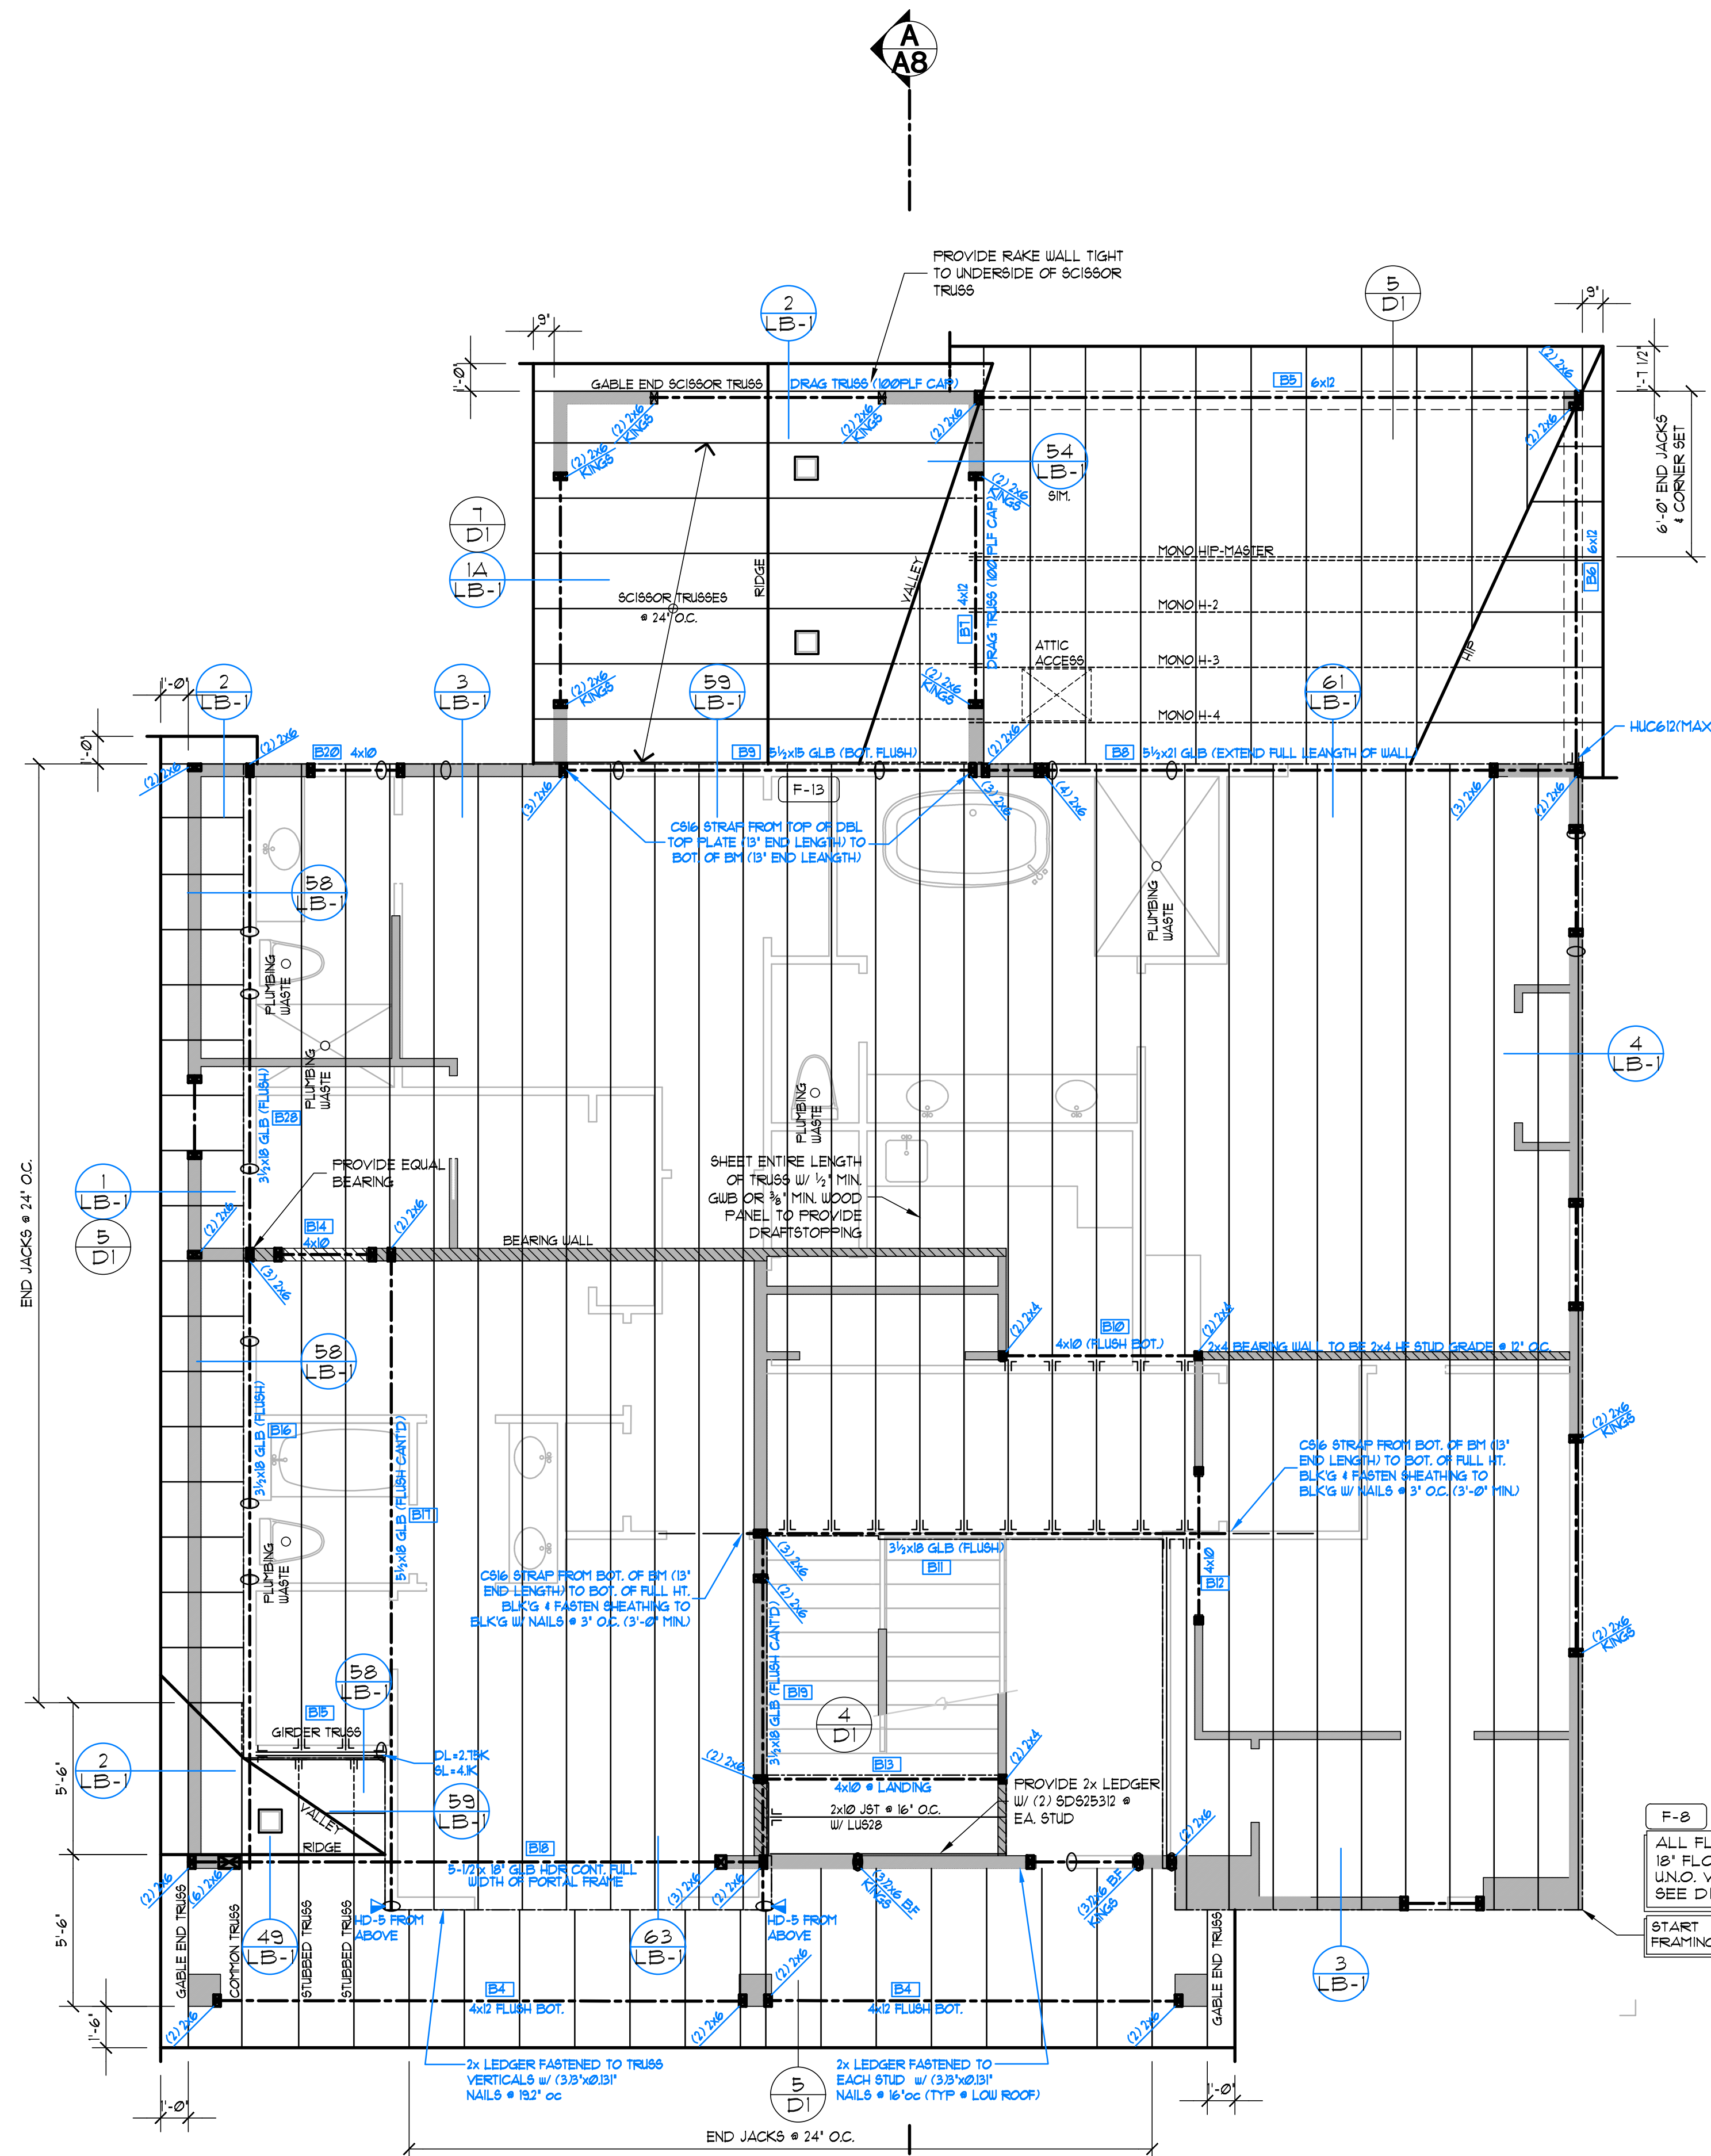 A
A8
PROVIDE RAKE WALL TIGHT
TO UNDERSIDE OF SCISSOR
TRUSS
2
LB-1
5
D1
9"
9"
1'-0"
1'-7 1/2"
GABLE END SCISSOR TRUSS
DRAG TRUSS (100PLF CAP)
B5
6x12
(2) 2x6
(2) 2x6
KINGS
(2) 2x6
KINGS
(2) 2x6
(2) 2x6
6'-0" END JACKS
& CORNER SET
(2) 2x6
KINGS
54
LB-1
SIM.
(2) 2x6
KINGS
7
D1
1A
LB-1
SCISSOR TRUSSES
@ 24" O.C.
RIDGE
VALLEY
B7
4x12
DRAG TRUSS (100 PLF CAP)
MONO HIP-MASTER
MONO H-2
MONO H-3
MONO H-4
B6
6x12
HIP
ATTIC
ACCESS
(2) 2x6
KINGS
(2) 2x6
KINGS
1'-0"
2
LB-1
3
LB-1
59
LB-1
61
LB-1
1'-0"
(2) 2x6
(2) 2x6
B20
4x10
B9
5½x15 GLB (BOT. FLUSH)
(2) 2x6
B8
5½x21 GLB (EXTEND FULL LEANGTH OF WALL)
HUC612(MAX
(3) 2x6
F-13
(3) 2x6
(4) 2x6
(3) 2x6
(2) 2x6
CS16 STRAP FROM TOP OF DBL
TOP PLATE (13" END LENGTH) TO
BOT. OF BM (13" END LEANGTH)
58
LB-1
PLUMBING
WASTE
PLUMBING
WASTE
PLUMBING
WASTE
PLUMBING
WASTE
4
LB-1
3½x18 GLB (FLUSH)
B28
END JACKS @ 24" O.C.
1
LB-1
5
D1
PROVIDE EQUAL
BEARING
SHEET ENTIRE LENGTH
OF TRUSS W/ ½" MIN.
GWB OR ⅜" MIN. WOOD
PANEL TO PROVIDE
DRAFTSTOPPING
(2) 2x6
B14
4x10
(2) 2x6
BEARING WALL
(3) 2x6
58
LB-1
(2) 2x4
B10
4x10 (FLUSH BOT.)
(2) 2x4
2x4 BEARING WALL TO BE 2x4 HF STUD GRADE @ 12" O.C.
3½x18 GLB (FLUSH)
B16
5½x18 GLB (FLUSH CANT'D)
B17
(2) 2x6
KINGS
CS16 STRAP FROM BOT. OF BM (13"
END LENGTH) TO BOT. OF FULL HT.
BLK'G & FASTEN SHEATHING TO
BLK'G W/ NAILS @ 3" O.C. (3'-0" MIN.)
PLUMBING
WASTE
CS16 STRAP FROM BOT. OF BM (13"
END LENGTH) TO BOT. OF FULL HT.
BLK'G & FASTEN SHEATHING TO
BLK'G W/ NAILS @ 3" O.C. (3'-0" MIN.)
(3) 2x6
(2) 2x6
3½x18 GLB (FLUSH)
B11
4x10
B12
(2) 2x6
KINGS
3½x18 GLB (FLUSH CANT'D)
B19
58
LB-1
B15
GIRDER TRUSS
4
D1
DL=2.75K
SL=4.1K
(2) 2x6
B13
4x10 @ LANDING
(2) 2x4
2
LB-1
5'-6"
59
LB-1
VALLEY
RIDGE
2x10 JST @ 16" O.C.
W/ LUS28
PROVIDE 2x LEDGER
W/ (2) SDS25312 @
EA. STUD
F-8
ALL FL
18" FLO
U.N.O. V
SEE D
START
FRAMING
(2) 2x6
(6) 2x6
B18
5-1/2"x 18" GLB HDR CONT. FULL
WIDTH OF PORTAL FRAME
(3) 2x6
(2) 2x6
(3)2x6 BF
KINGS
(3)2x6 BF
KINGS
(2) 2x6
5'-6"
GABLE END TRUSS
COMMON TRUSS
49
LB-1
STUBBED TRUSS
STUBBED TRUSS
HD-5 FROM
ABOVE
63
LB-1
HD-5 FROM
ABOVE
3
LB-1
GABLE END TRUSS
B4
4x12 FLUSH BOT.
(2) 2x6
B4
4x12 FLUSH BOT.
(2) 2x6
(2) 2x6
(2) 2x6
1'-6"
2x LEDGER FASTENED TO TRUSS
VERTICALS w/ (3)3"x0.131"
NAILS @ 19.2" oc
5
D1
2x LEDGER FASTENED TO
EACH STUD w/ (3)3"x0.131"
NAILS @ 16"oc (TYP @ LOW ROOF)
1'-0"
1'-0"
END JACKS @ 24" O.C.